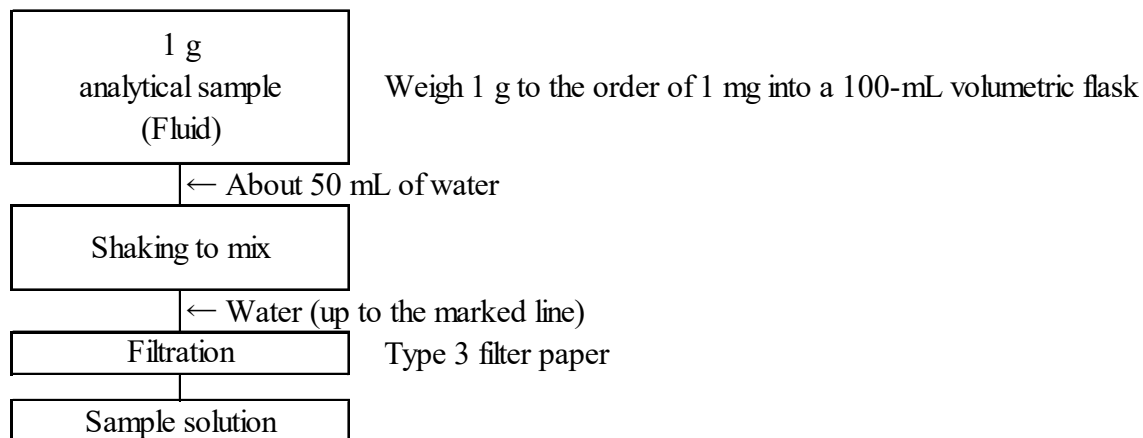 1 g
analytical sample
(Fluid)
Weigh 1 g to the order of 1 mg into a 100-mL volumetric flask
← About 50 mL of water
Shaking to mix
← Water (up to the marked line)
Filtration
Type 3 filter paper
Sample solution